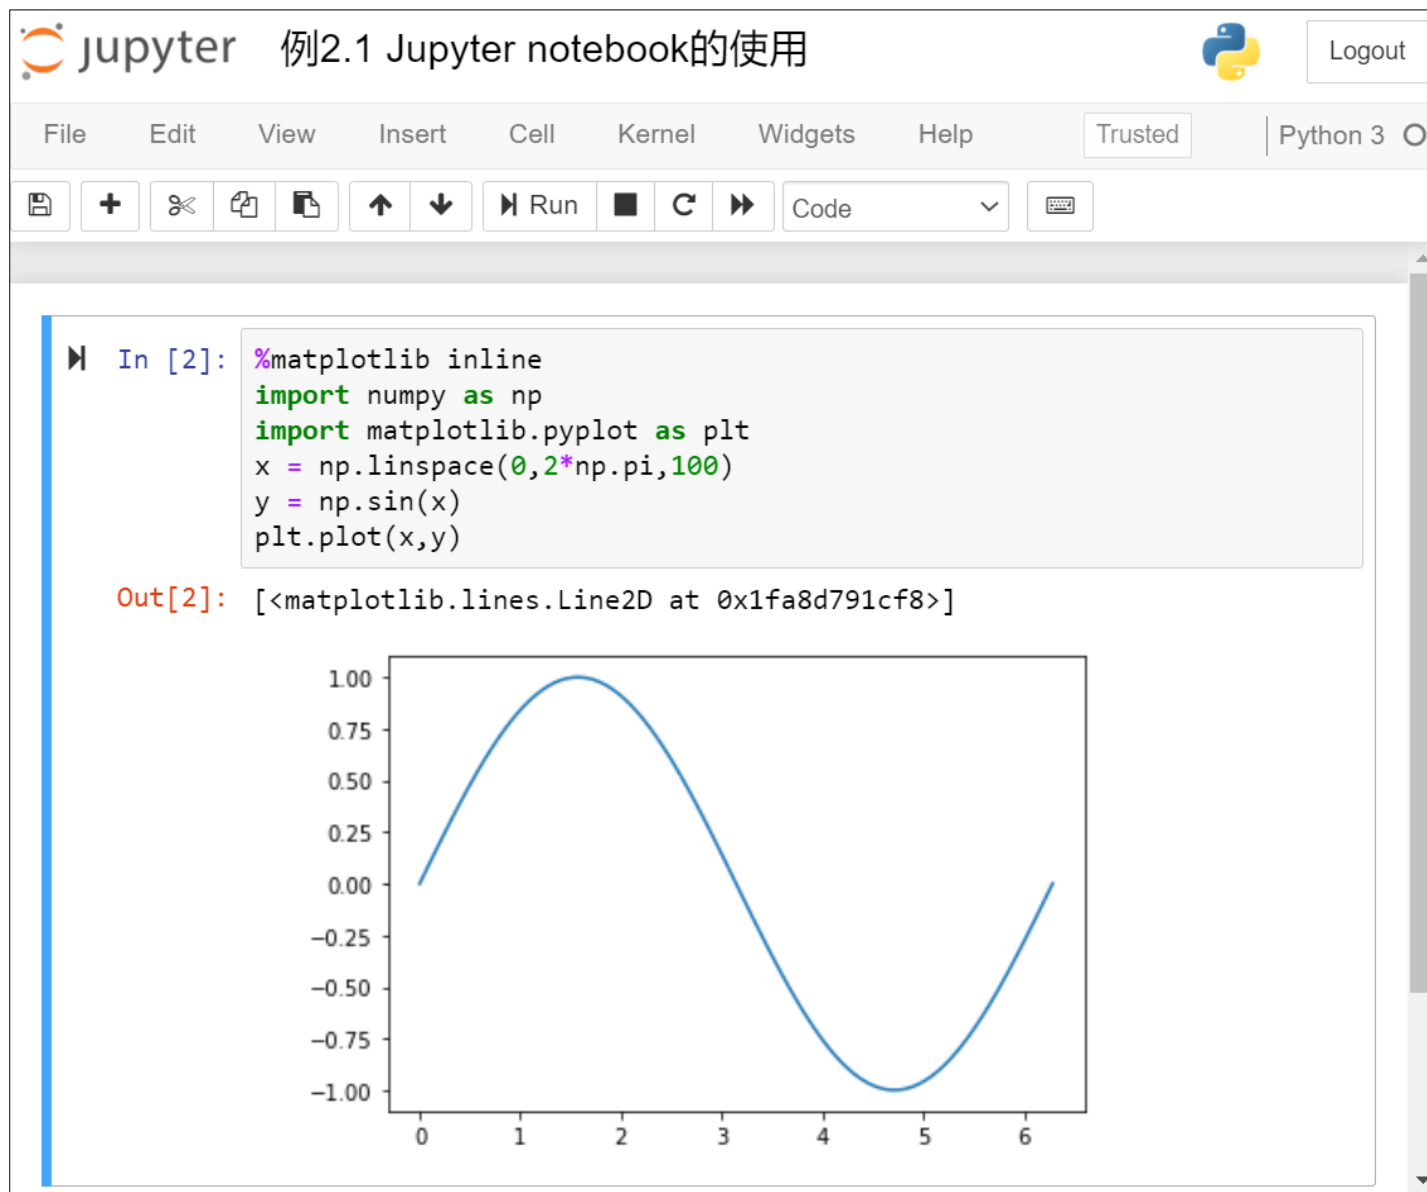 jupyter 例2.1 Jupyter notebook的使用 Logout
File Edit View Insert Cell Kernel Widgets Help Trusted Python 3
Run Code
In [2]: %matplotlib inline
import numpy as np
import matplotlib.pyplot as plt
x = np.linspace(0,2*np.pi,100)
y = np.sin(x)
plt.plot(x,y)
Out[2]: [<matplotlib.lines.Line2D at 0x1fa8d791cf8>]
1.00
0.75
0.50
0.25
0.00
−0.25
−0.50
−0.75
−1.00
0 1 2 3 4 5 6